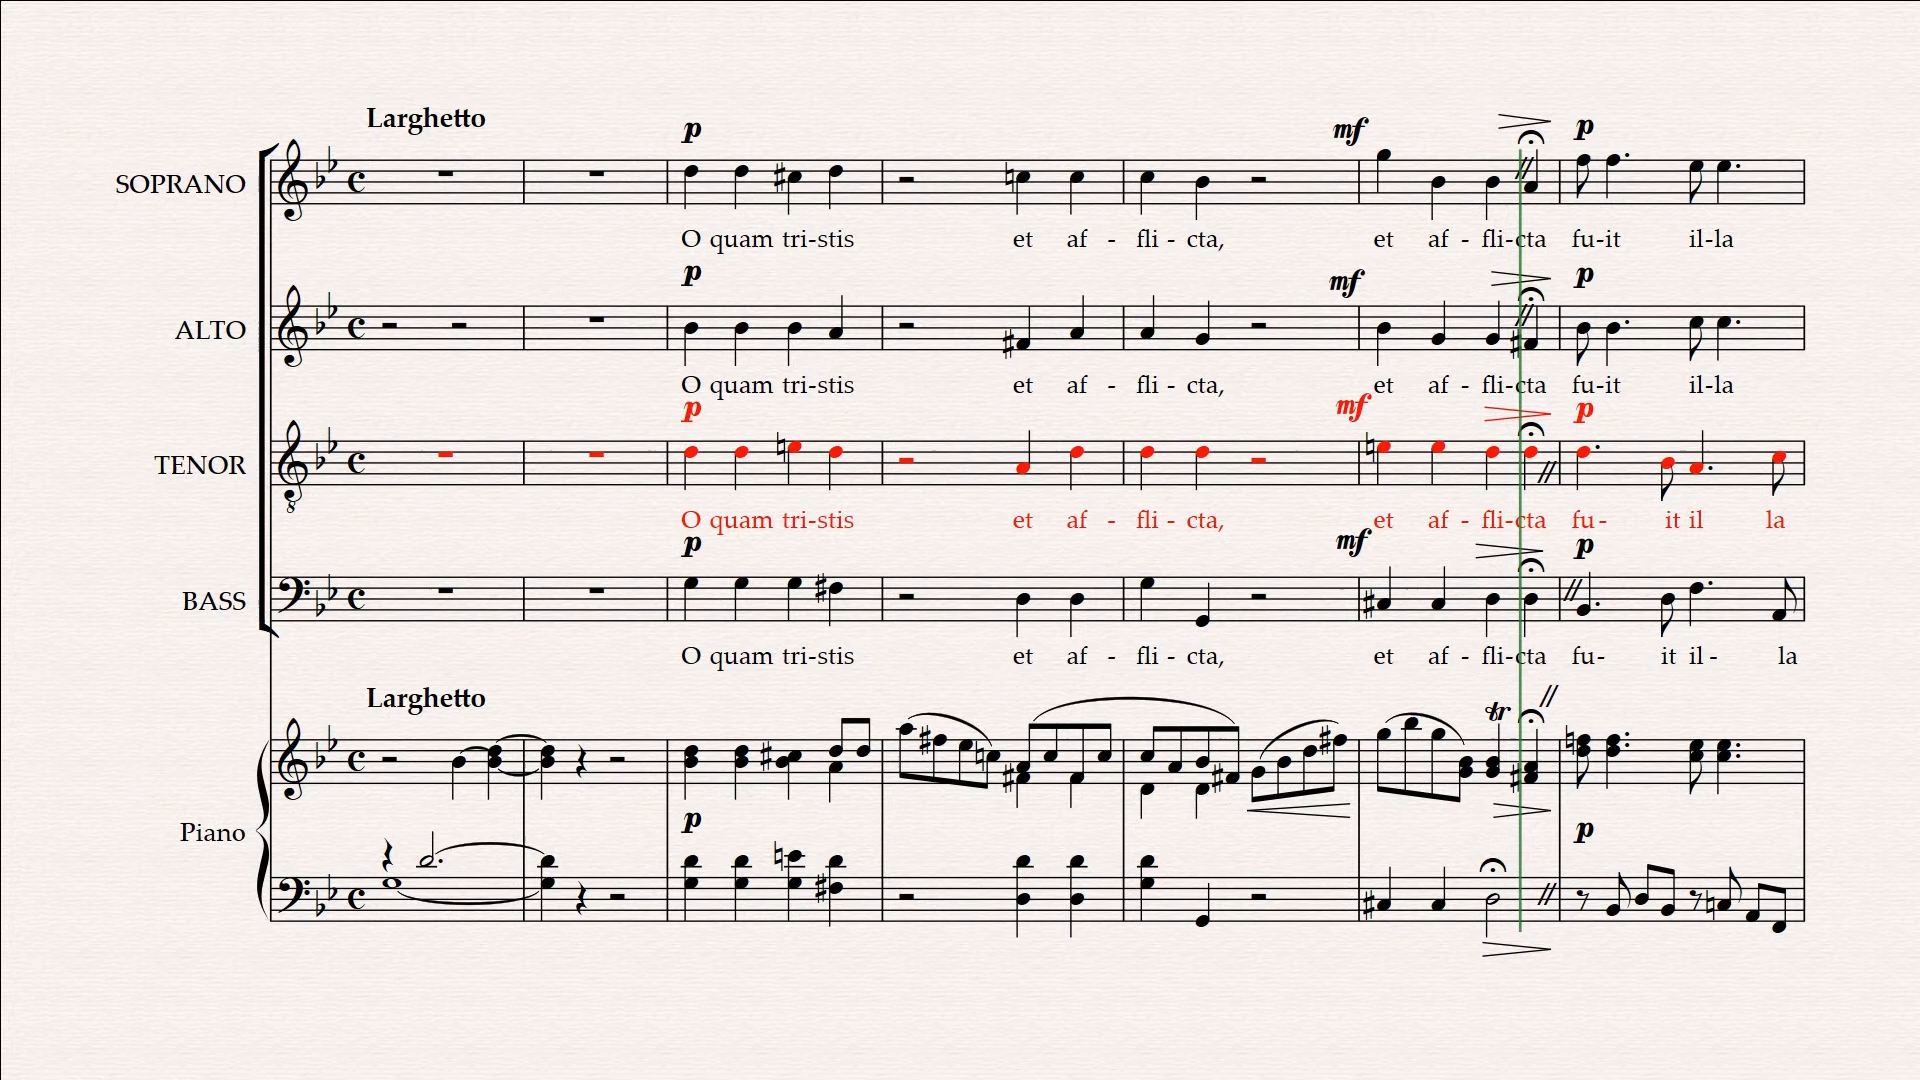 Larghetto
p
mf
p
SOPRANO
O quam tri-stis et af - fli - cta, et af - fli-cta fu-it il-la
p
mf
p
ALTO
O quam tri-stis et af - fli - cta, et af - fli-cta fu-it il-la
p
mf
p
TENOR
8
O quam tri-stis et af - fli - cta, et af - fli-cta fu - it il la
p
mf
p
BASS
O quam tri-stis et af - fli - cta, et af - fli-cta fu- it il - la
Larghetto
tr
Piano
p
p